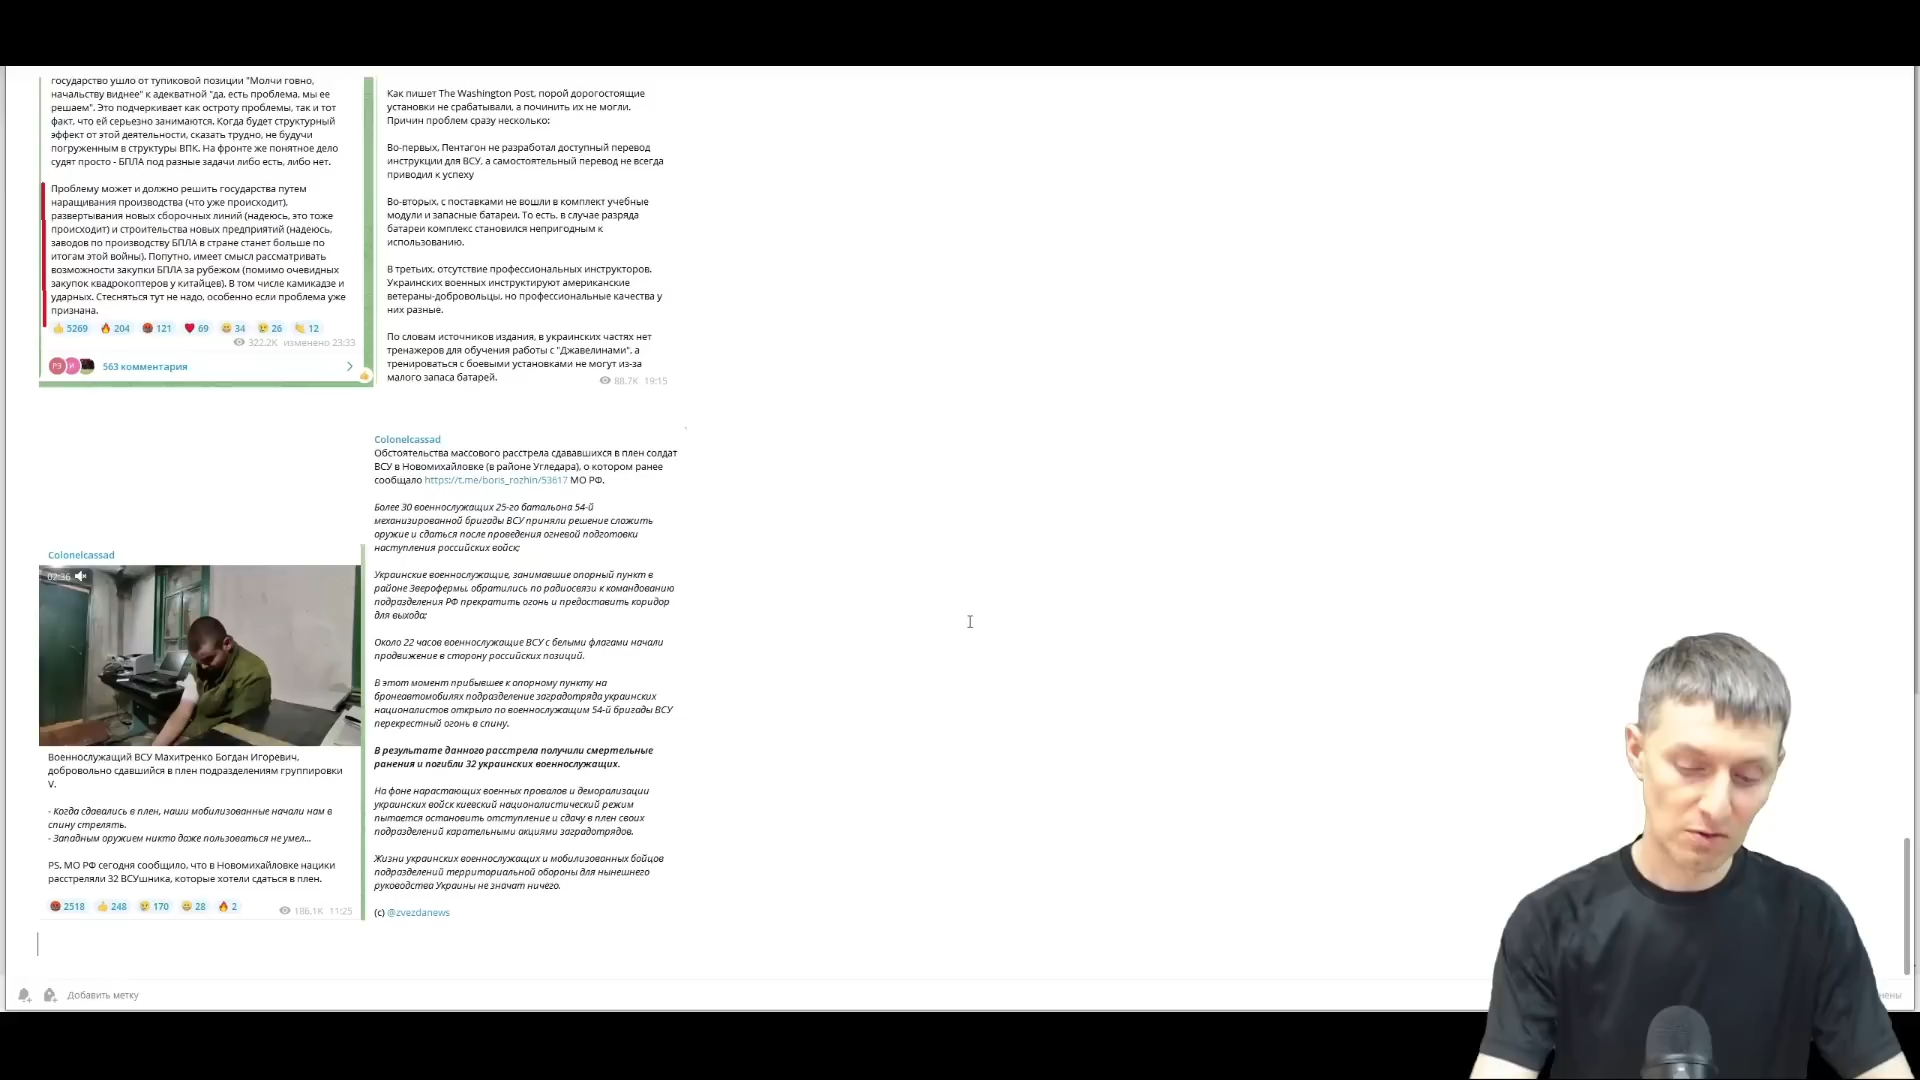 государство ушло от тупиковой позиции "Молчи говно,
начальству виднее" к адекватной "да, есть проблема, мы ее
решаем". Это подчеркивает как остроту проблемы, так и тот
факт, что ей серьезно занимаются. Когда будет структурный
эффект от этой деятельности, сказать трудно, не будучи
погруженным в структуры ВПК. На фронте же понятное дело
судят просто - БПЛА под разные задачи либо есть, либо нет.
Проблему может и должно решить государства путем
наращивания производства (что уже происходит),
развертывания новых сборочных линий (надеюсь, это тоже
происходит) и строительства новых предприятий (надеюсь,
заводов по производству БПЛА в стране станет больше по
итогам этой войны). Попутно, имеет смысл рассматривать
возможности закупки БПЛА за рубежом (помимо очевидных
закупок квадрокоптеров у китайцев). В том числе камикадзе и
ударных. Стесняться тут не надо, особенно если проблема уже
признана.
5269 204 121 69 34 26 12
322.2K изменено 23:33
РЗ И 563 комментария
Как пишет The Washington Post, порой дорогостоящие
установки не срабатывали, а починить их не могли.
Причин проблем сразу несколько:
Во-первых, Пентагон не разработал доступный перевод
инструкции для ВСУ, а самостоятельный перевод не всегда
приводил к успеху
Во-вторых, с поставками не вошли в комплект учебные
модули и запасные батареи. То есть, в случае разряда
батареи комплекс становился непригодным к
использованию.
В третьих, отсутствие профессиональных инструкторов.
Украинских военных инструктируют американские
ветераны-добровольцы, но профессиональные качества у
них разные.
По словам источников издания, в украинских частях нет
тренажеров для обучения работы с "Джавелинами", а
тренироваться с боевыми установками не могут из-за
малого запаса батарей.
88.7K 19:15
Colonelcassad
02:36
Военнослужащий ВСУ Махитренко Богдан Игоревич,
добровольно сдавшийся в плен подразделениям группировки
V.
- Когда сдавались в плен, наши мобилизованные начали нам в
спину стрелять.
- Западным оружием никто даже пользоваться не умел...
PS. МО РФ сегодня сообщило, что в Новомихайловке нацики
расстреляли 32 ВСУшника, которые хотели сдаться в плен.
2518 248 170 28 2
186.1K 11:25
Colonelcassad
Обстоятельства массового расстрела сдававшихся в плен солдат
ВСУ в Новомихайловке (в районе Угледара), о котором ранее
сообщало https://t.me/boris_rozhin/53617 МО РФ.
Более 30 военнослужащих 25-го батальона 54-й
механизированной бригады ВСУ приняли решение сложить
оружие и сдаться после проведения огневой подготовки
наступления российских войск;
Украинские военнослужащие, занимавшие опорный пункт в
районе Зверофермы, обратились по радиосвязи к командованию
подразделения РФ прекратить огонь и предоставить коридор
для выхода;
Около 22 часов военнослужащие ВСУ с белыми флагами начали
продвижение в сторону российских позиций.
В этот момент прибывшее к опорному пункту на
бронеавтомобилях подразделение заградотряда украинских
националистов открыло по военнослужащим 54-й бригады ВСУ
перекрестный огонь в спину.
В результате данного расстрела получили смертельные
ранения и погибли 32 украинских военнослужащих.
На фоне нарастающих военных провалов и деморализации
украинских войск киевский националистический режим
пытается остановить отступление и сдачу в плен своих
подразделений карательными акциями заградотрядов.
Жизни украинских военнослужащих и мобилизованных бойцов
подразделений территориальной обороны для нынешнего
руководства Украины не значат ничего.
(с) @zvezdanews
Добавить метку